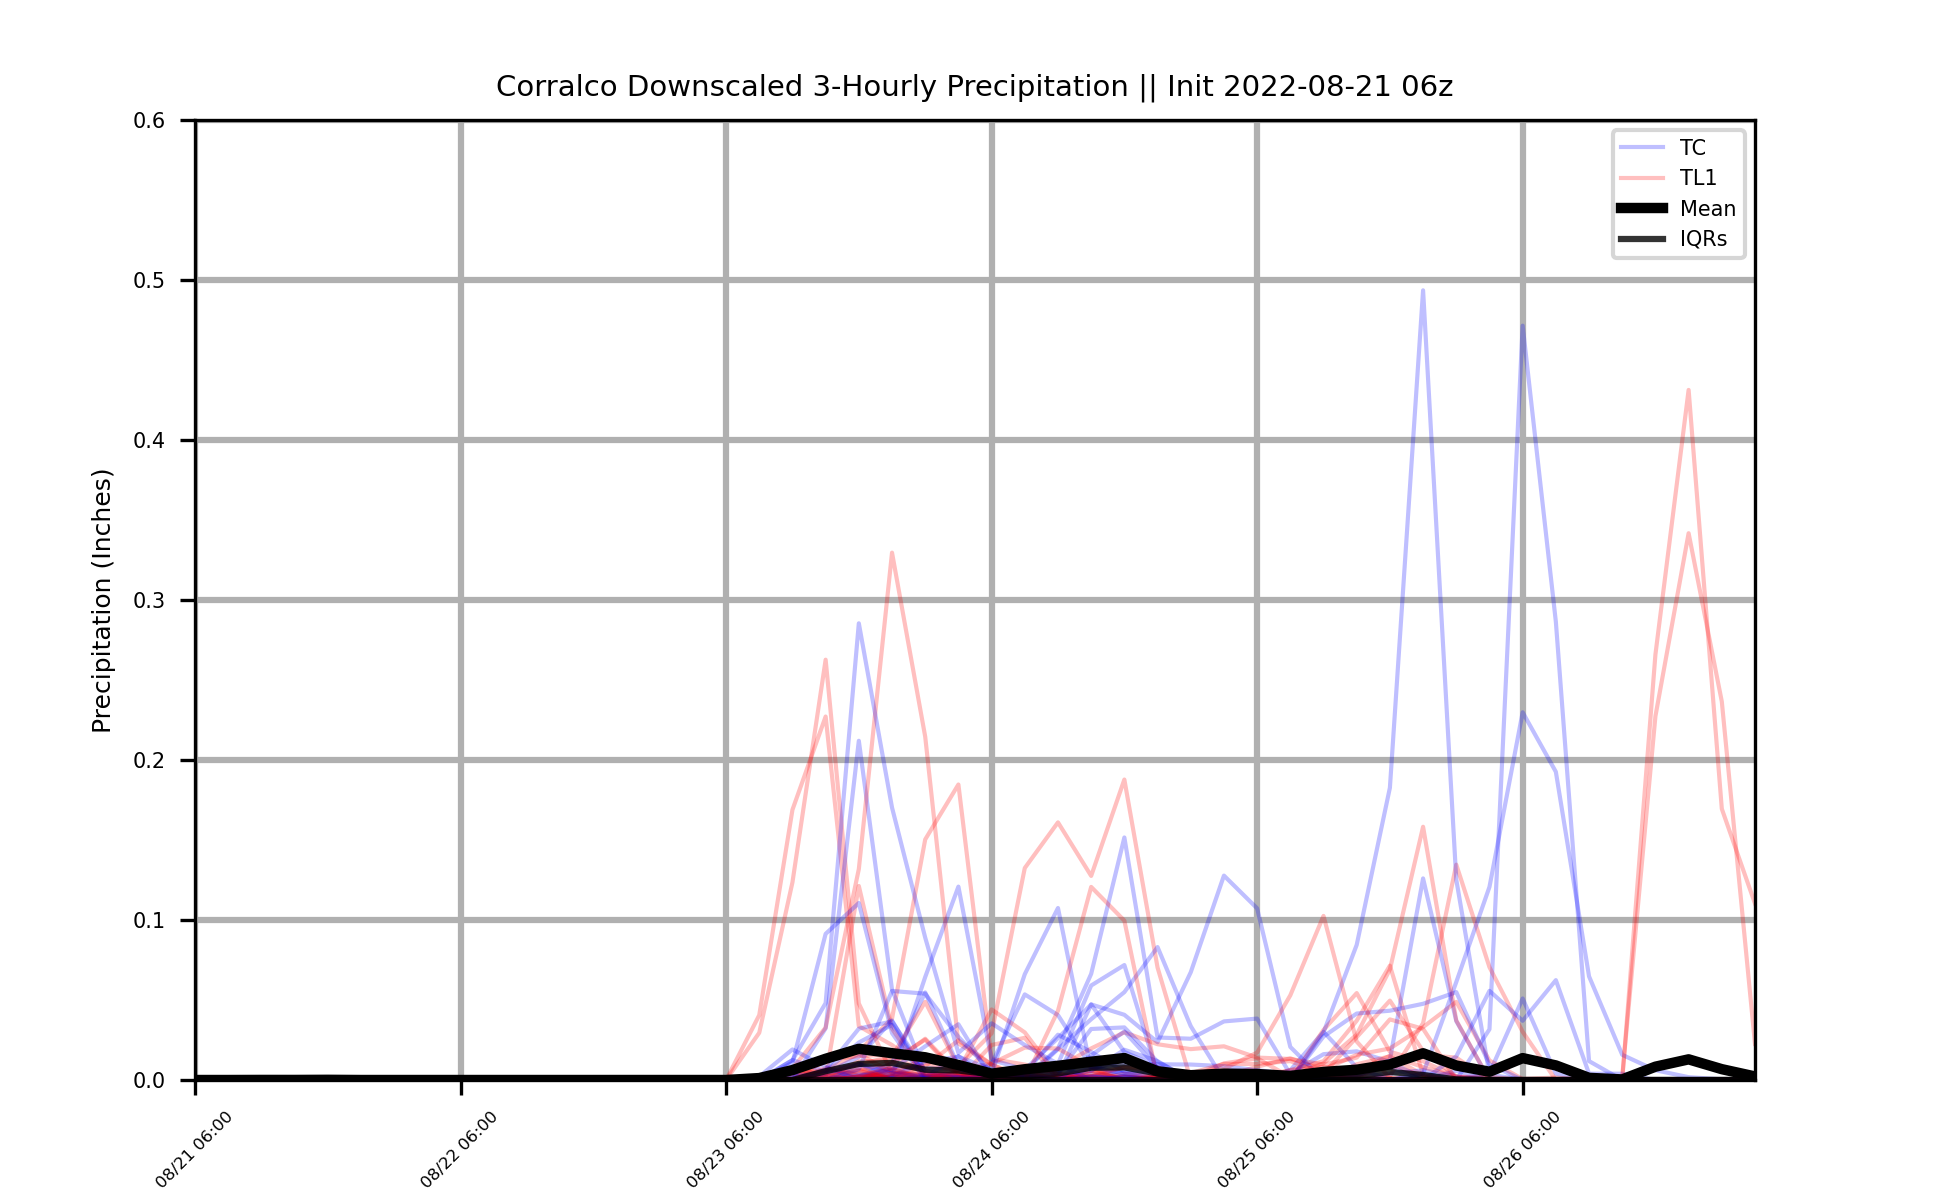 Corralco Downscaled 3-Hourly Precipitation || Init 2022-08-21 06z
Precipitation (Inches)
0.6
0.5
0.4
0.3
0.2
0.1
0.0
TC
TL1
Mean
IQRs
08/21 06:00
08/22 06:00
08/23 06:00
08/24 06:00
08/25 06:00
08/26 06:00